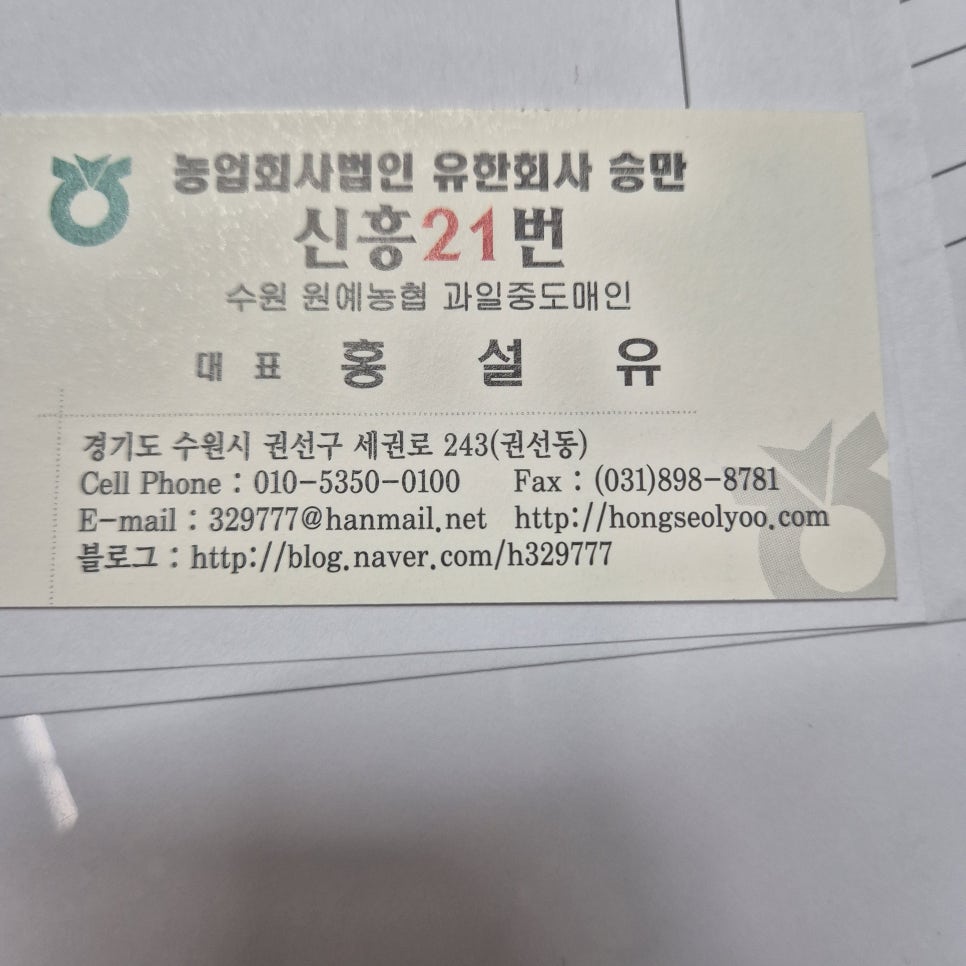 농업회사법인 유한회사 승만
신흥21번
수원 원예농협 과일중도매인
대 표 홍 설 유
경기도 수원시 권선구 세권로 243(권선동)
Cell Phone : 010-5350-0100 Fax : (031)898-8781
E-mail : 329777@hanmail.net http://hongseolyoo.com
블로그 : http://blog.naver.com/h329777